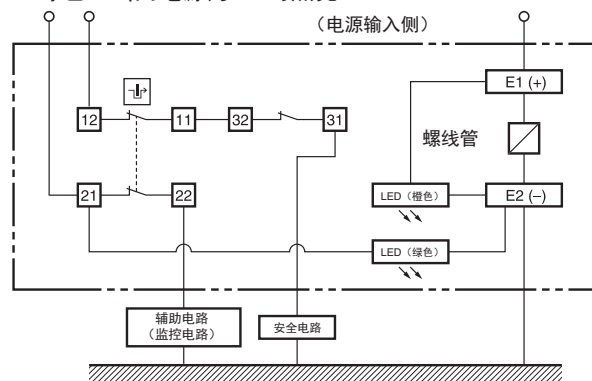 （电源输入侧）
E1 (+)
12
11
32
31
螺线管
21
22
LED（橙色）
E2 (–)
LED（绿色）
辅助电路
（监控电路）
安全电路